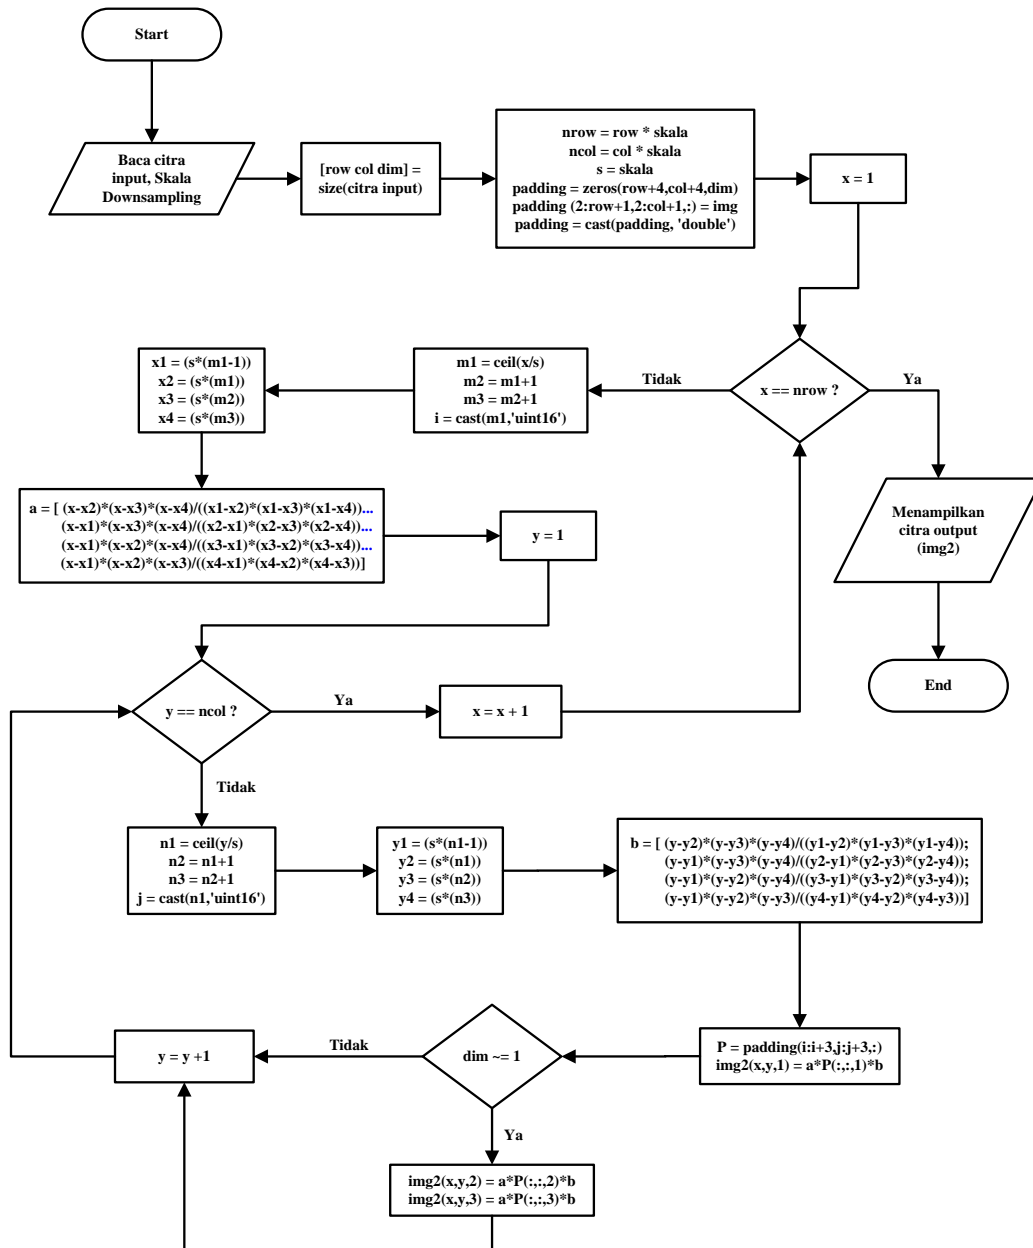 Start
Baca citra
input, Skala
Downsampling
[row col dim] =
size(citra input)
nrow = row * skala
ncol = col * skala
s = skala
padding = zeros(row+4,col+4,dim)
padding (2:row+1,2:col+1,:) = img
padding = cast(padding, 'double')
x = 1
x == nrow ?
Tidak
Ya
m1 = ceil(x/s)
m2 = m1+1
m3 = m2+1
i = cast(m1,'uint16')
x1 = (s*(m1-1))
x2 = (s*(m1))
x3 = (s*(m2))
x4 = (s*(m3))
Menampilkan
citra output
(img2)
End
a = [ (x-x2)*(x-x3)*(x-x4)/((x1-x2)*(x1-x3)*(x1-x4))...
(x-x1)*(x-x3)*(x-x4)/((x2-x1)*(x2-x3)*(x2-x4))...
(x-x1)*(x-x2)*(x-x4)/((x3-x1)*(x3-x2)*(x3-x4))...
(x-x1)*(x-x2)*(x-x3)/((x4-x1)*(x4-x2)*(x4-x3))]
y = 1
y == ncol ?
Ya
x = x + 1
Tidak
n1 = ceil(y/s)
n2 = n1+1
n3 = n2+1
j = cast(n1,'uint16')
y1 = (s*(n1-1))
y2 = (s*(n1))
y3 = (s*(n2))
y4 = (s*(n3))
b = [ (y-y2)*(y-y3)*(y-y4)/((y1-y2)*(y1-y3)*(y1-y4));
(y-y1)*(y-y3)*(y-y4)/((y2-y1)*(y2-y3)*(y2-y4));
(y-y1)*(y-y2)*(y-y4)/((y3-y1)*(y3-y2)*(y3-y4));
(y-y1)*(y-y2)*(y-y3)/((y4-y1)*(y4-y2)*(y4-y3))]
P = padding(i:i+3,j:j+3,:)
img2(x,y,1) = a*P(:,:,1)*b
dim ~= 1
Tidak
y = y +1
Ya
img2(x,y,2) = a*P(:,:,2)*b
img2(x,y,3) = a*P(:,:,3)*b